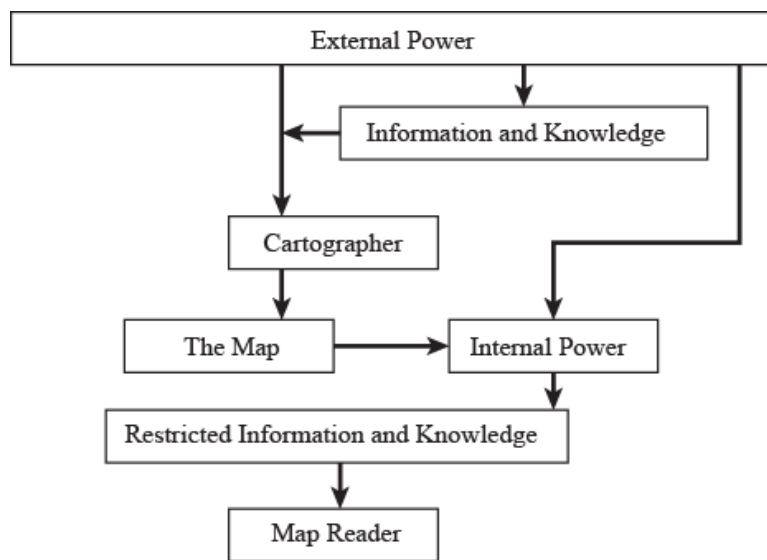 External Power
Information and Knowledge
Cartographer
The Map
Internal Power
Restricted Information and Knowledge
Map Reader